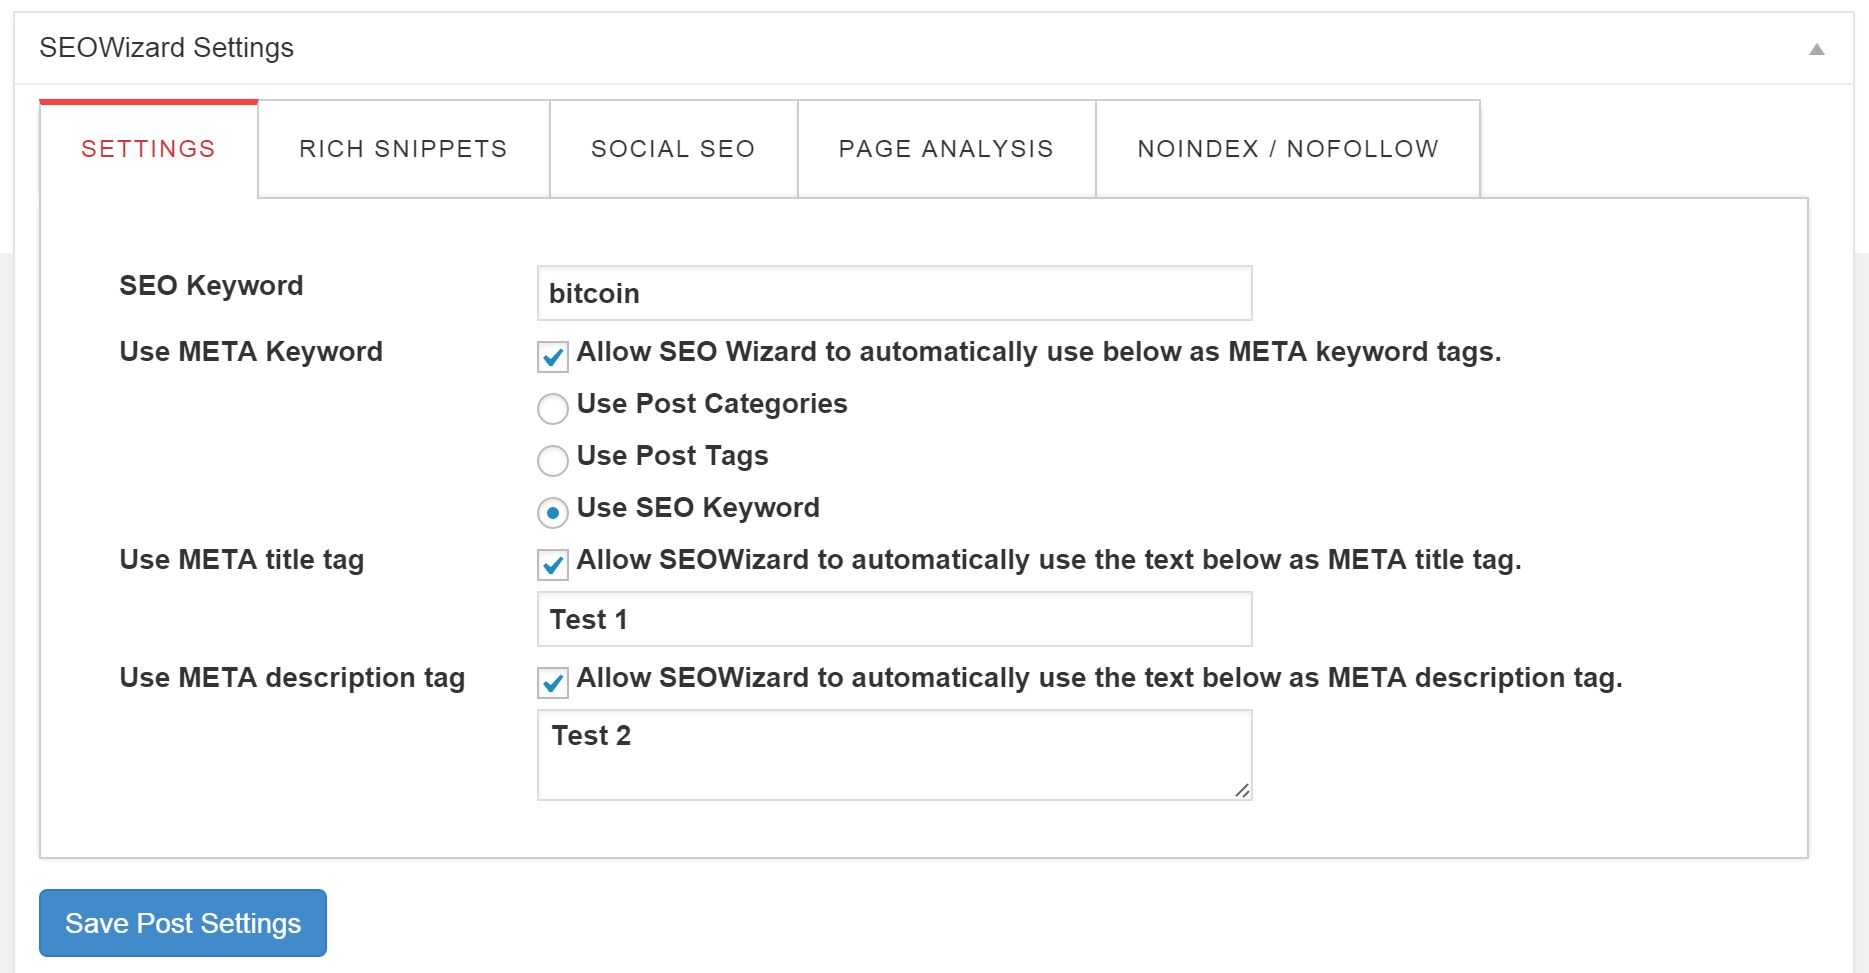 SEOWizard Settings
SETTINGS RICH SNIPPETS SOCIAL SEO PAGE ANALYSIS NOINDEX / NOFOLLOW
SEO Keyword bitcoin
Use META Keyword Allow SEO Wizard to automatically use below as META keyword tags.
Use Post Categories
Use Post Tags
Use SEO Keyword
Use META title tag Allow SEOWizard to automatically use the text below as META title tag.
Test 1
Use META description tag Allow SEOWizard to automatically use the text below as META description tag.
Test 2
Save Post Settings